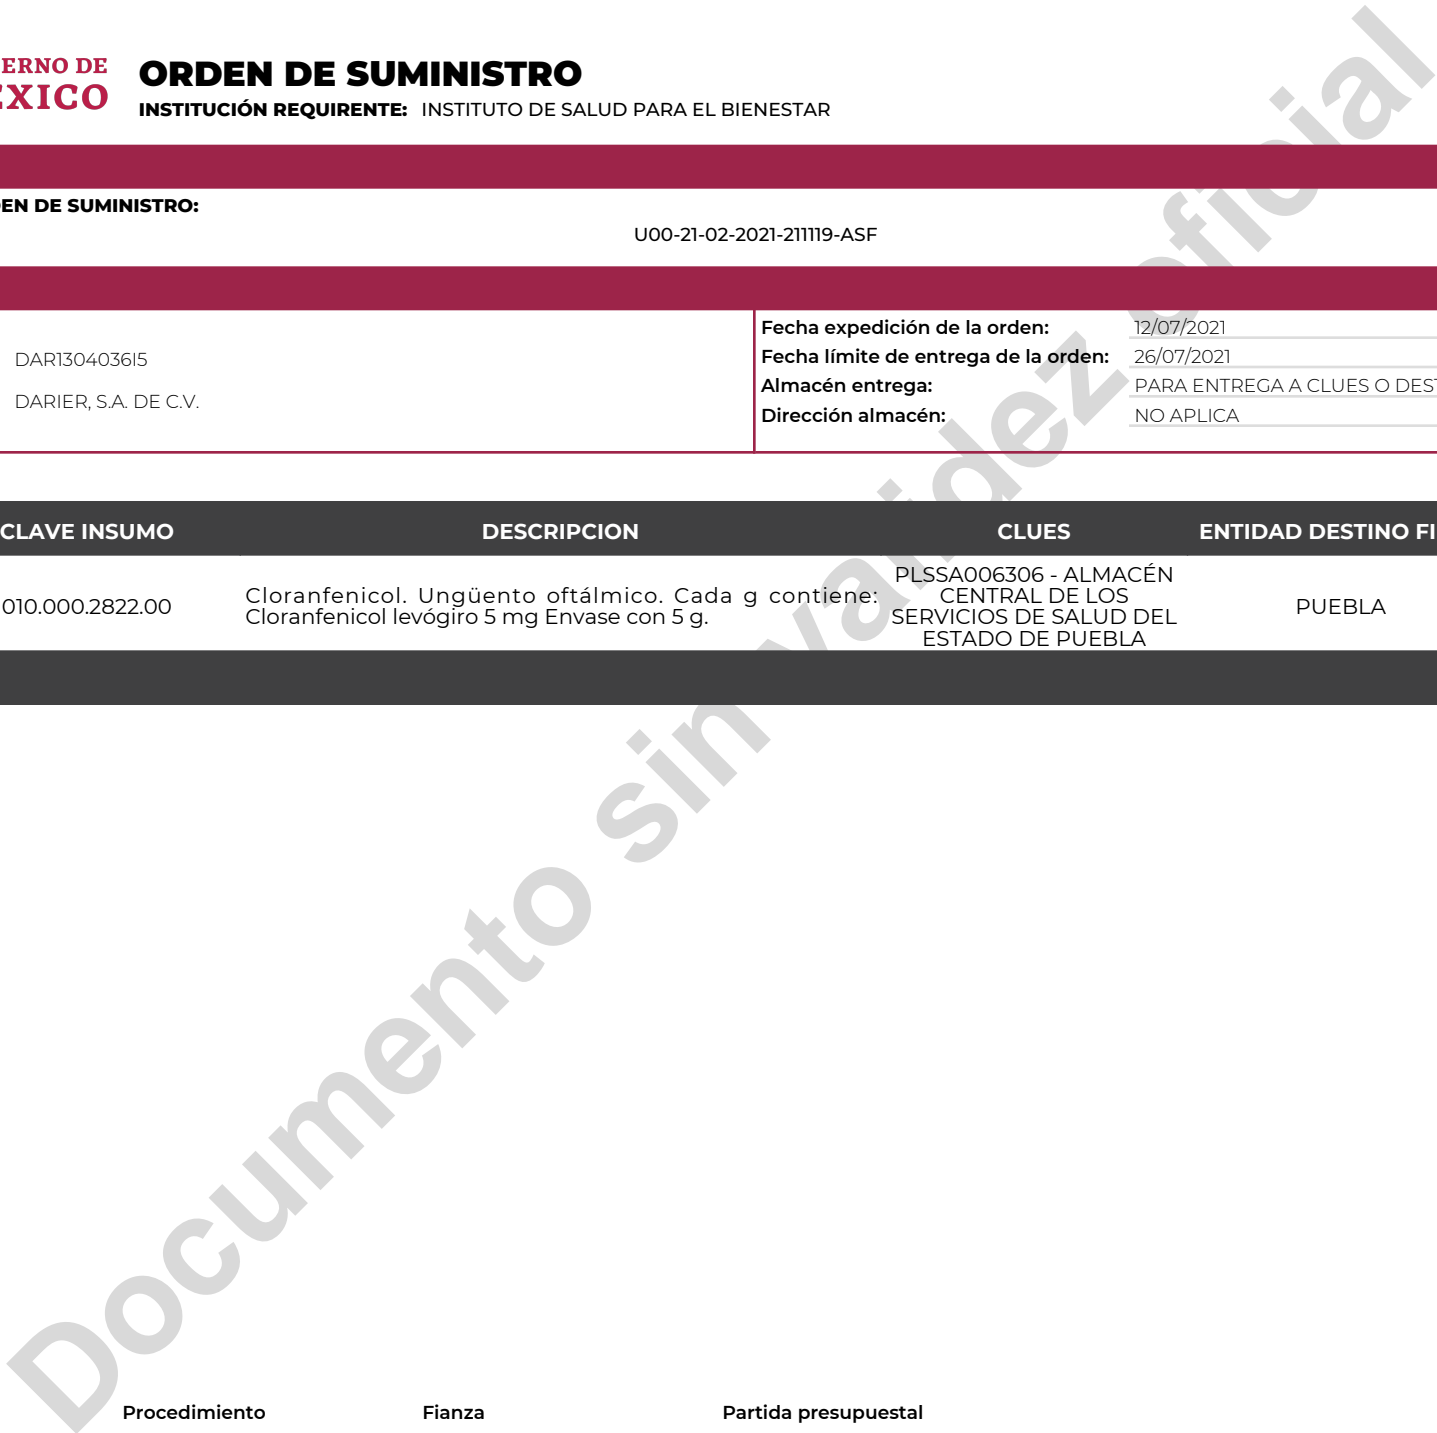 ERNO DE
EXICO
ORDEN DE SUMINISTRO
INSTITUCIÓN REQUIRENTE: INSTITUTO DE SALUD PARA EL BIENESTAR
EN DE SUMINISTRO:
U00-21-02-2021-211119-ASF
DAR1304036I5
DARIER, S.A. DE C.V.
Fecha expedición de la orden: 12/07/2021
Fecha límite de entrega de la orden: 26/07/2021
Almacén entrega: PARA ENTREGA A CLUES O DEST
Dirección almacén: NO APLICA
CLAVE INSUMO DESCRIPCION CLUES ENTIDAD DESTINO FI
010.000.2822.00
Cloranfenicol. Ungüento oftálmico. Cada g contiene:
Cloranfenicol levógiro 5 mg Envase con 5 g.
PLSSA006306 - ALMACÉN
CENTRAL DE LOS
SERVICIOS DE SALUD DEL
ESTADO DE PUEBLA
PUEBLA
Documento sin validez oficial
Procedimiento Fianza Partida presupuestal